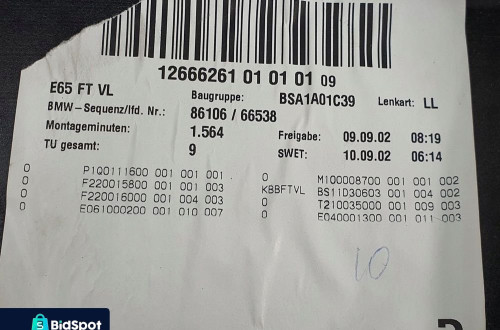 12666261 01 01 01 09
E65 FT VL Baugruppe: BSA1A01C39 Lenkart: LL
BMW-Sequenz/lfd. Nr.: 86106 / 66538
Montageminuten: 1.564 Freigabe: 09.09.02 08:19
TU gesamt: 9 SWET: 10.09.02 06:14
0 P1Q0111600 001 001 001 0 M100008700 001 001 002
0 F220015800 001 001 003 KBBFTVL BS11D30603 001 004 002
0 F220016000 001 004 003 0 T210035000 001 009 003
0 E061000200 001 010 007 0 E040001300 001 011 003
10
BidSpot